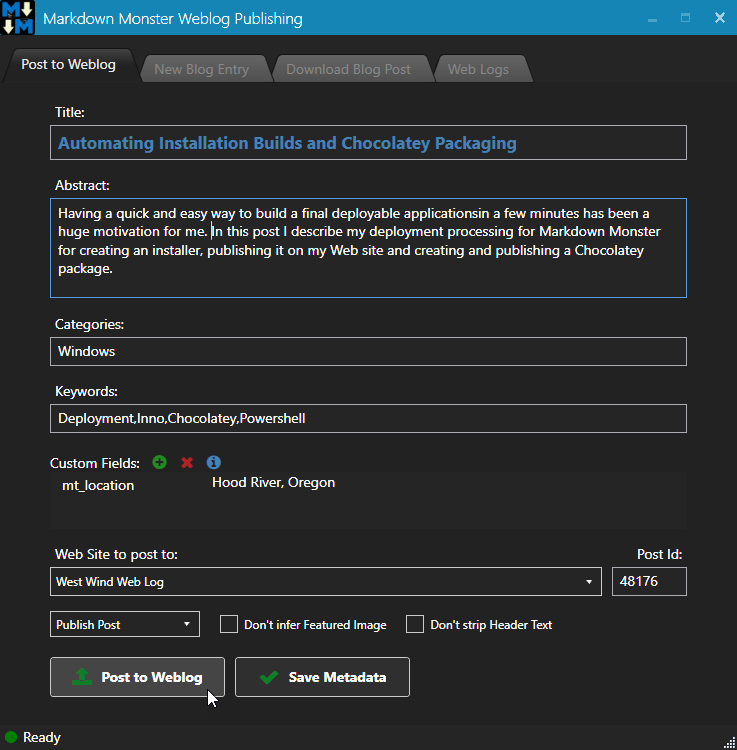 Markdown Monster Weblog Publishing
Post to Weblog
New Blog Entry
Download Blog Post
Web Logs
Title:
Automating Installation Builds and Chocolatey Packaging
Abstract:
Having a quick and easy way to build a final deployable applicationsin a few minutes has been a
huge motivation for me. In this post I describe my deployment processing for Markdown Monster
for creating an installer, publishing it on my Web site and creating and publishing a Chocolatey
package.
Categories:
Windows
Keywords:
Deployment,Inno,Chocolatey,Powershell
Custom Fields:
mt_location Hood River, Oregon
Web Site to post to: Post Id:
West Wind Web Log 48176
Publish Post Don't infer Featured Image Don't strip Header Text
Post to Weblog Save Metadata
Ready